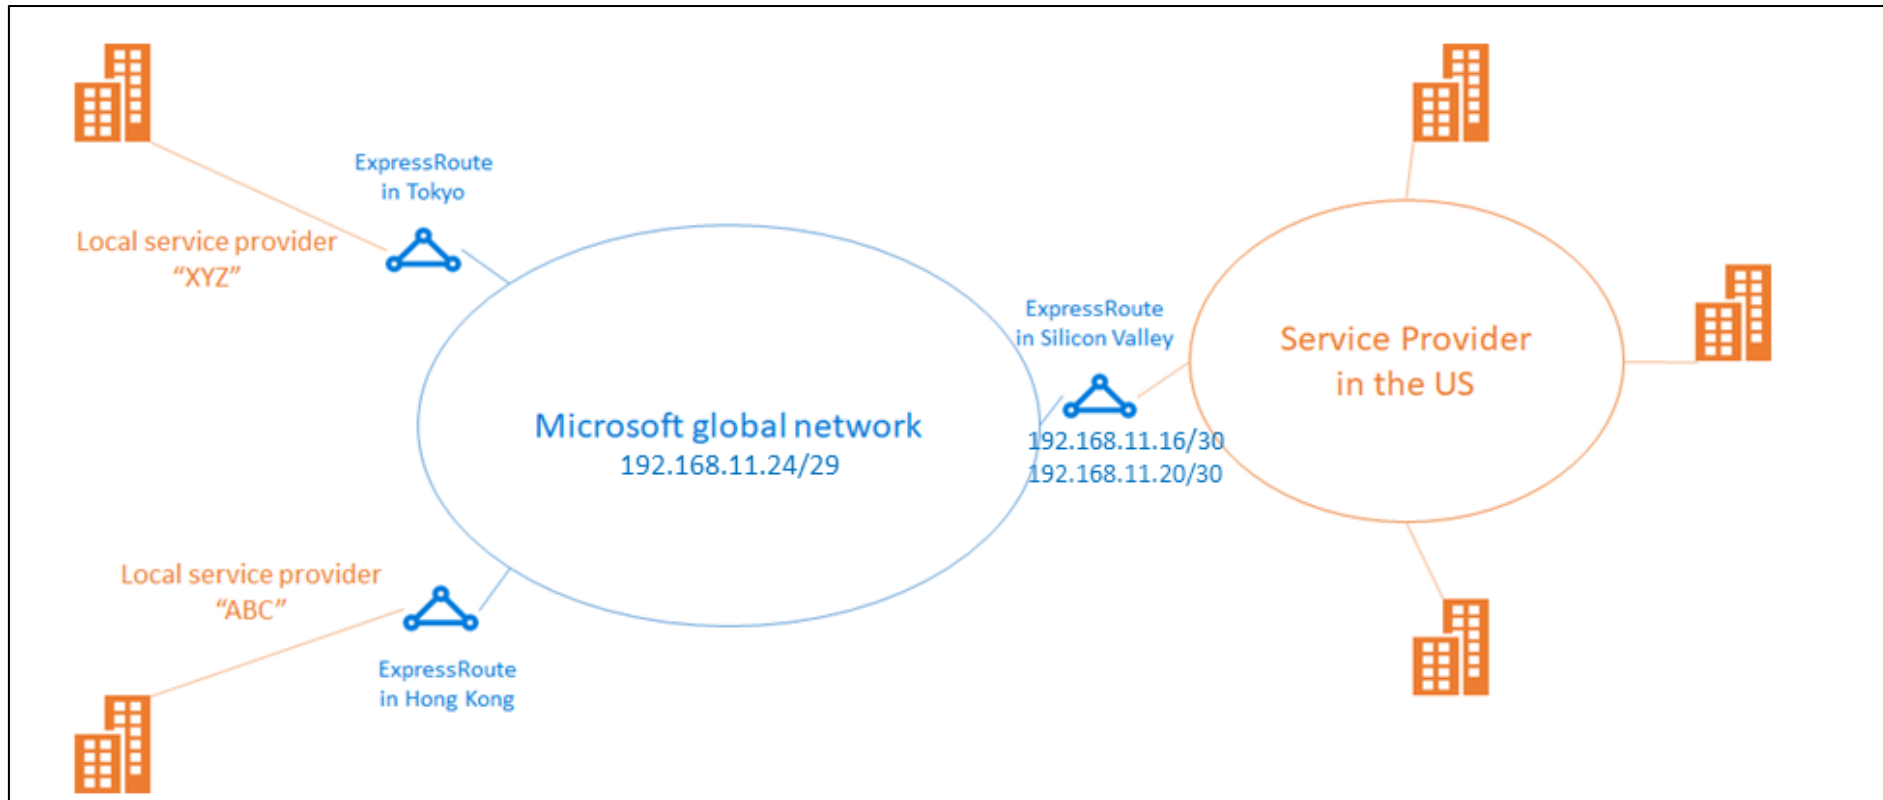 ExpressRoute
in Tokyo
Local service provider
“XYZ”
ExpressRoute
in Silicon Valley
192.168.11.16/30
192.168.11.20/30
Service Provider
in the US
Microsoft global network
192.168.11.24/29
Local service provider
“ABC”
ExpressRoute
in Hong Kong